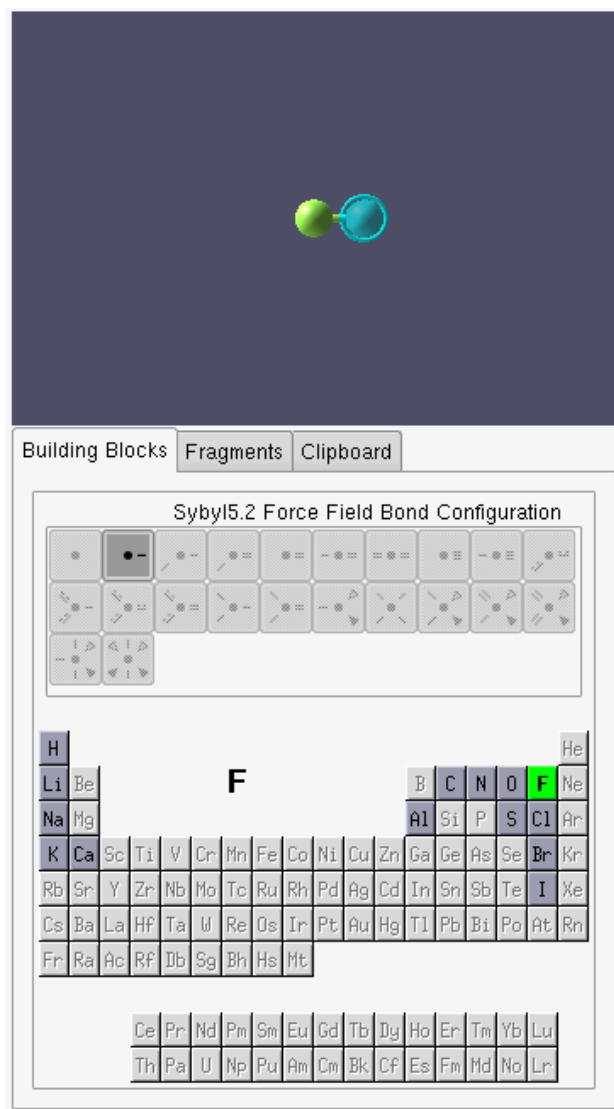 Building Blocks Fragments Clipboard
Sybyl5.2 Force Field Bond Configuration
H He
F
Li Be B C N O F Ne
Na Mg Al Si P S Cl Ar
K Ca Sc Ti V Cr Mn Fe Co Ni Cu Zn Ga Ge As Se Br Kr
Rb Sr Y Zr Nb Mo Tc Ru Rh Pd Ag Cd In Sn Sb Te I Xe
Cs Ba La Hf Ta W Re Os Ir Pt Au Hg Tl Pb Bi Po At Rn
Fr Ra Ac Rf Db Sg Bh Hs Mt
Ce Pr Nd Pm Sm Eu Gd Tb Dy Ho Er Tm Yb Lu
Th Pa U Np Pu Am Cm Bk Cf Es Fm Md No Lr